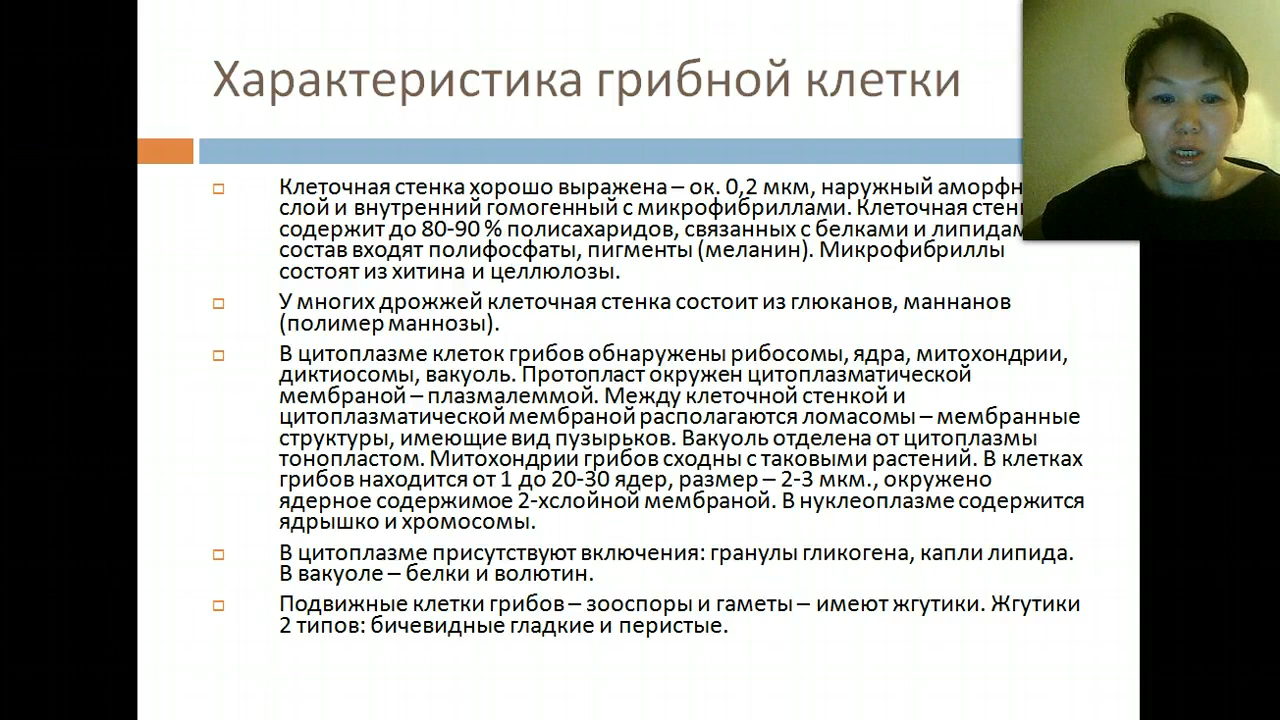 Характеристика грибной клетки
Клеточная стенка хорошо выражена – ок. 0,2 мкм, наружный
слой и внутренний гомогенный с микрофибриллами. Клеточная
содержит до 80-90 % полисахаридов, связанных с белками и
состав входят полифосфаты, пигменты (меланин). Микрофибриллы
состоят из хитина и целлюлозы.
У многих дрожжей клеточная стенка состоит из глюканов, маннанов
(полимер маннозы).
В цитоплазме клеток грибов обнаружены рибосомы, ядра, митохондрии,
диктиосомы, вакуоль. Протопласт окружен цитоплазматической
мембраной – плазмалеммой. Между клеточной стенкой и
цитоплазматической мембраной располагаются ломасомы – мембранные
структуры, имеющие вид пузырьков. Вакуоль отделена от цитоплазмы
тонопластом. Митохондрии грибов сходны с таковыми растений. В клетках
грибов находится от 1 до 20-30 ядер, размер – 2-3 мкм., окружено
ядерное содержимое 2-хслойной мембраной. В нуклеоплазме содержится
ядрышко и хромосомы.
В цитоплазме присутствуют включения: гранулы гликогена, капли липида.
В вакуоле – белки и волютин.
Подвижные клетки грибов – зооспоры и гаметы – имеют жгутики. Жгутики
2 типов: бичевидные гладкие и перистые.